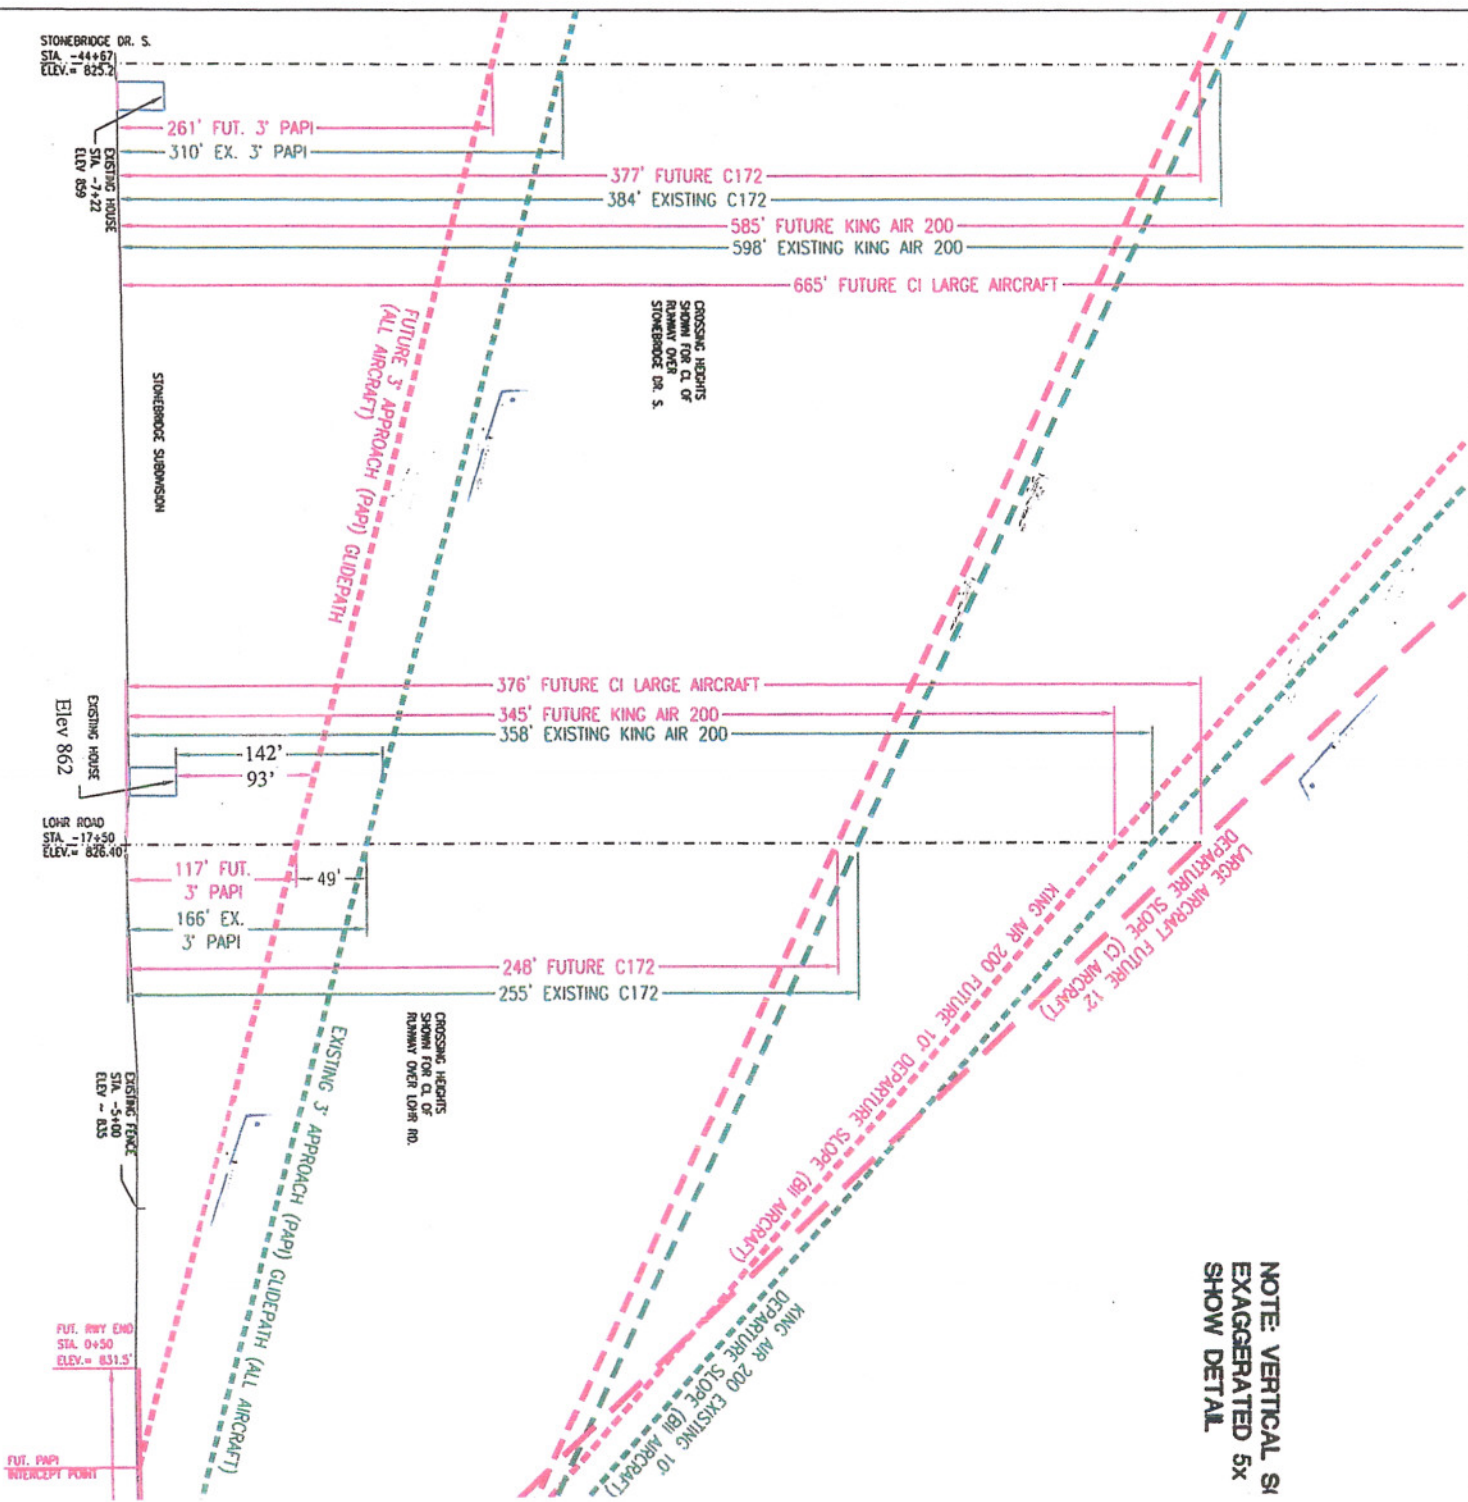 STONEBRIDGE DR. S.
STA. -44+67
ELEV.= 825.2
261' FUT. 3° PAPI
310' EX. 3° PAPI
EXISTING HOUSE
STA. -7+22
ELEV 859
377' FUTURE C172
384' EXISTING C172
585' FUTURE KING AIR 200
598' EXISTING KING AIR 200
665' FUTURE CI LARGE AIRCRAFT
CROSSING HEIGHTS
SHOWN FOR CL OF
RUNWAY OVER
STONEBRIDGE DR. S.
FUTURE 3° APPROACH (PAPI) GLIDEPATH
(ALL AIRCRAFT)
STONEBRIDGE SUBDIVISION
376' FUTURE CI LARGE AIRCRAFT
345' FUTURE KING AIR 200
358' EXISTING KING AIR 200
EXISTING HOUSE
Elev 862
142'
93'
LOHR ROAD
STA. -17+50
ELEV.= 826.40
117' FUT.
3° PAPI
49'
166' EX.
3° PAPI
248' FUTURE C172
255' EXISTING C172
LARGE AIRCRAFT FUTURE 12°
DEPARTURE SLOPE (CI AIRCRAFT)
KING AIR 200 FUTURE 10° DEPARTURE SLOPE (BII AIRCRAFT)
CROSSING HEIGHTS
SHOWN FOR CL OF
RUNWAY OVER LOHR RD.
EXISTING 3° APPROACH (PAPI) GLIDEPATH (ALL AIRCRAFT)
EXISTING FENCE
STA. -5+00
ELEV ~ 835
KING AIR 200 EXISTING 10°
DEPARTURE SLOPE (BII AIRCRAFT)
NOTE: VERTICAL S
EXAGGERATED 5X
SHOW DETAIL
FUT. RWY END
STA. 0+50
ELEV.= 831.5'
FUT. PAPI
INTERCEPT POINT